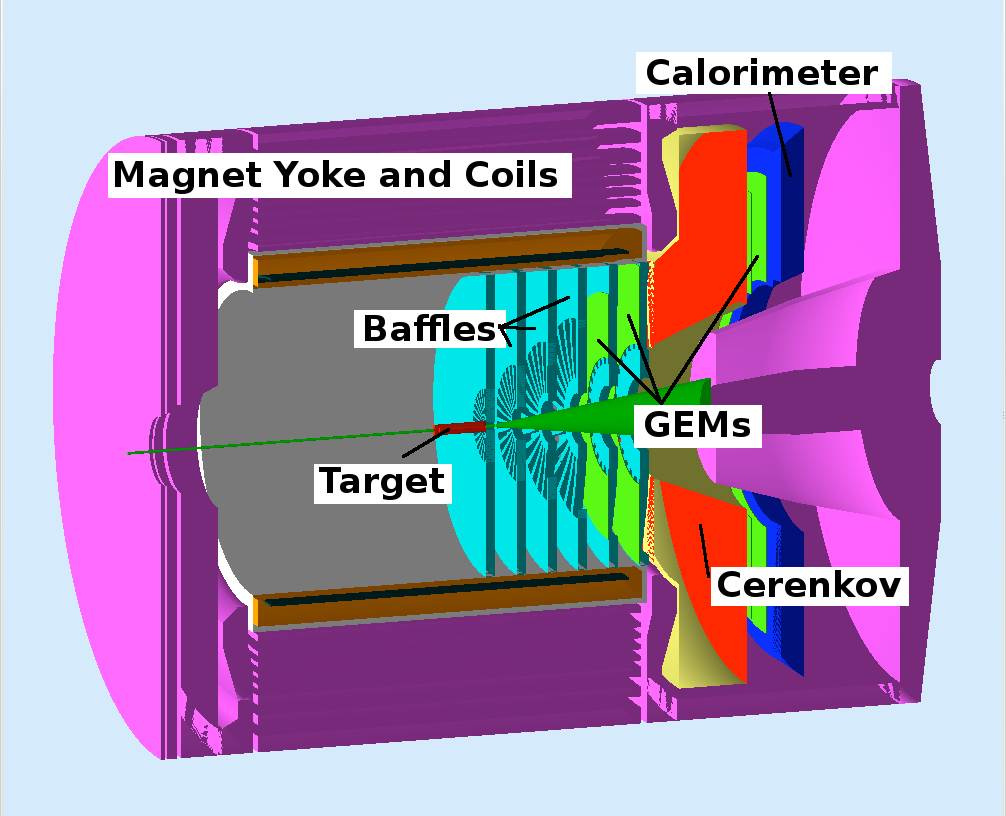 Calorimeter
Magnet Yoke and Coils
Baffles
GEMs
Target
Cerenkov